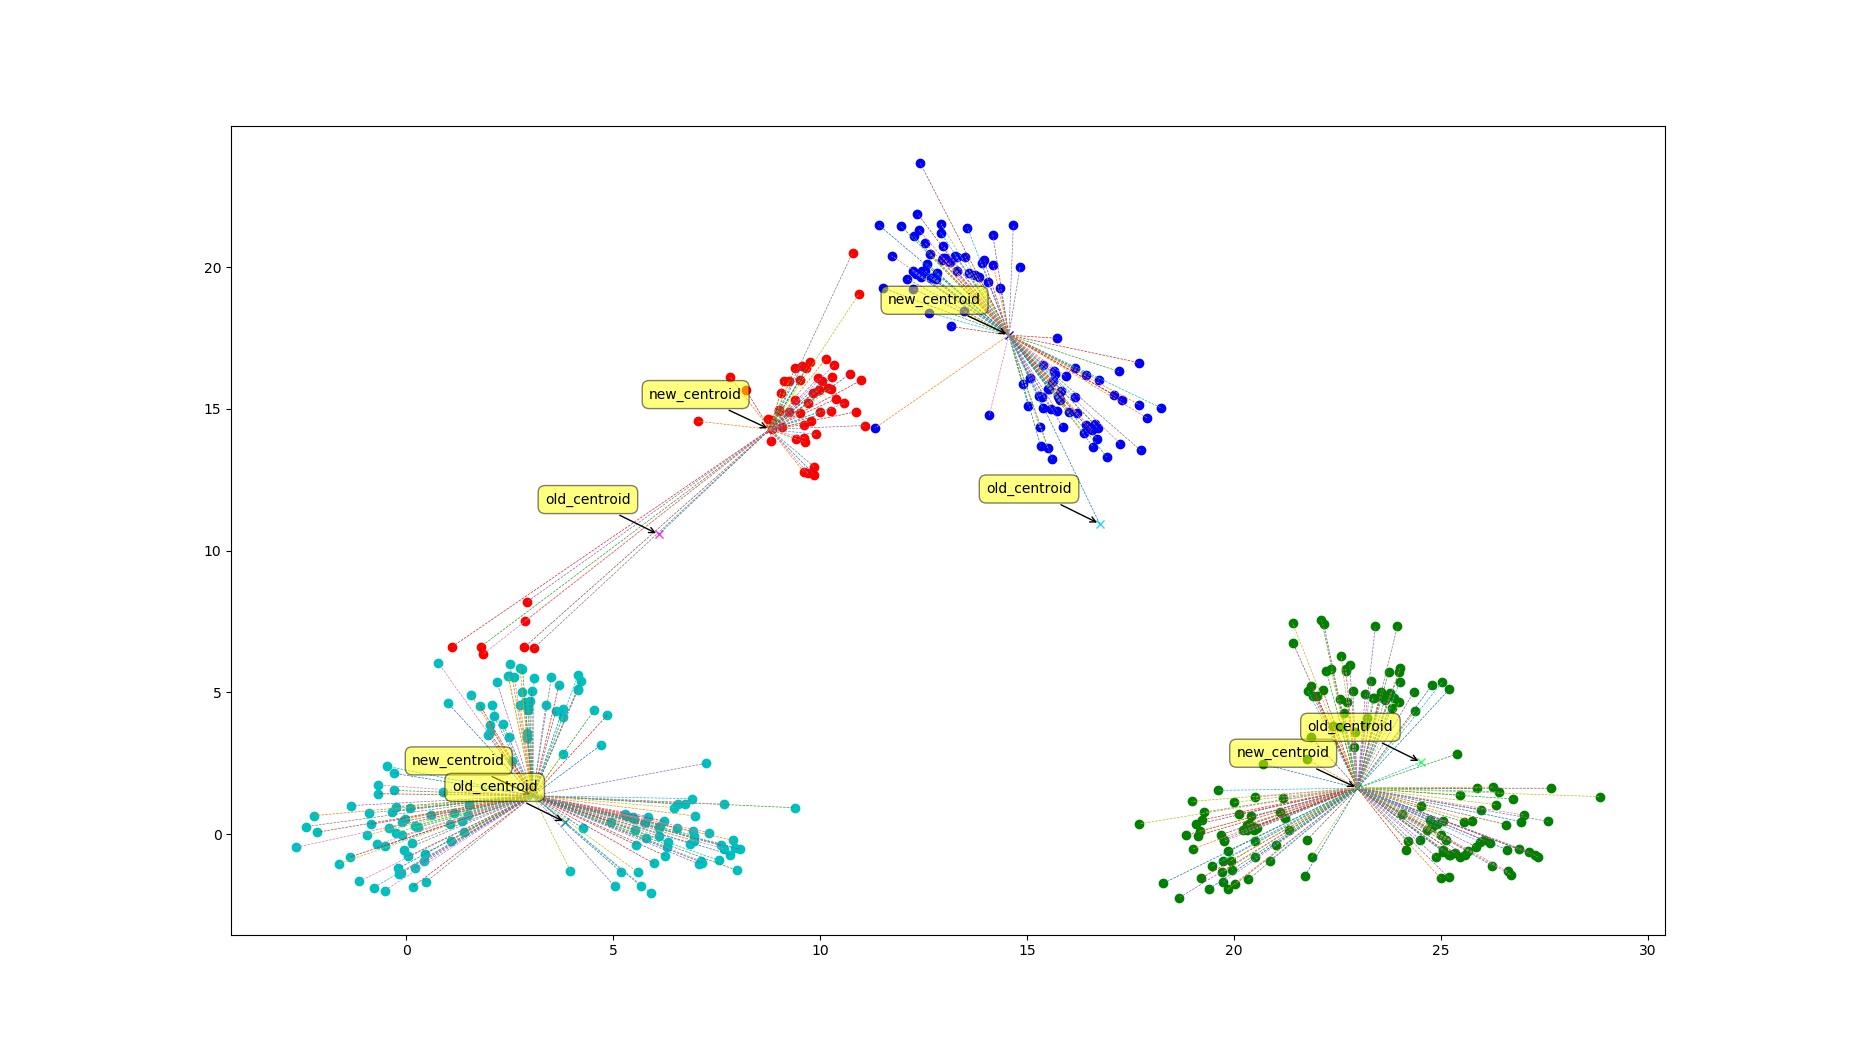 20
15
10
5
0
new_centroid
new_centroid
old_centroid
old_centroid
new_centroid
old_centroid
old_centroid
new_centroid
0 5 10 15 20 25 30